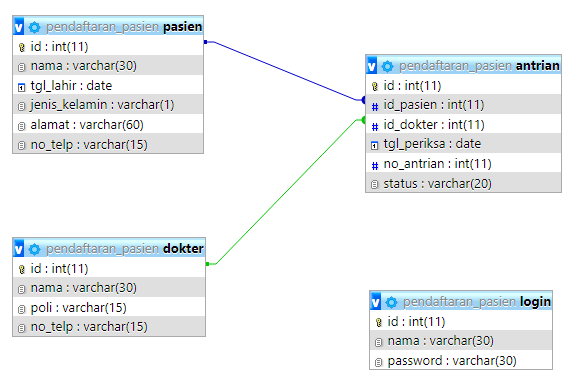 pendaftaran_pasien pasien
id : int(11)
nama : varchar(30)
tgl_lahir : date
jenis_kelamin : varchar(1)
alamat : varchar(60)
no_telp : varchar(15)
pendaftaran_pasien antrian
id : int(11)
id_pasien : int(11)
id_dokter : int(11)
tgl_periksa : date
no_antrian : int(11)
status : varchar(20)
pendaftaran_pasien dokter
id : int(11)
nama : varchar(30)
poli : varchar(15)
no_telp : varchar(15)
pendaftaran_pasien login
id : int(11)
nama : varchar(30)
password : varchar(30)